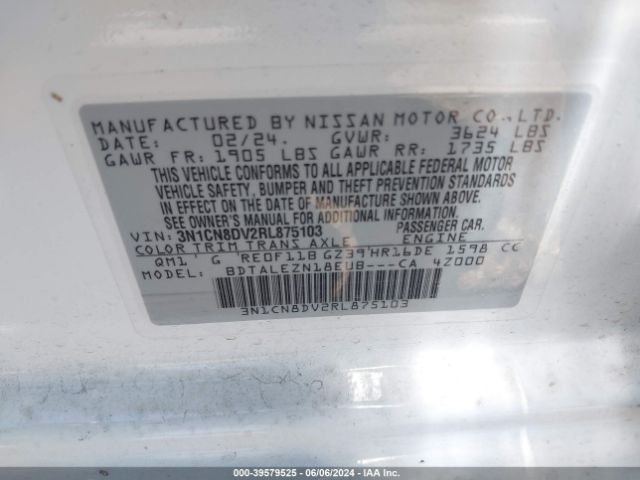 MANUFACTURED BY NISSAN MOTOR CO.,LTD.
DATE: 02/24. GVWR: 3624 LBS
GAWR FR: 1905 LBS GAWR RR: 1735 LBS
THIS VEHICLE CONFORMS TO ALL APPLICABLE FEDERAL MOTOR
VEHICLE SAFETY, BUMPER AND THEFT PREVENTION STANDARDS
IN EFFECT ON THE DATE OF MANUFACTURE SHOWN ABOVE.
SEE OWNER'S MANUAL FOR ADDITIONAL INFORMATION.
VIN: 3N1CN8DV2RL875103 PASSENGER CAR.
COLOR TRIM TRANS AXLE ENGINE
QM1 G RE0F11B GZ39 HR16DE 1598 CC
BDTALEZN18EUB---CA 4Z000
3N1CN8DV2RL875103
000-39579525 - 06/06/2024 - IAA Inc.